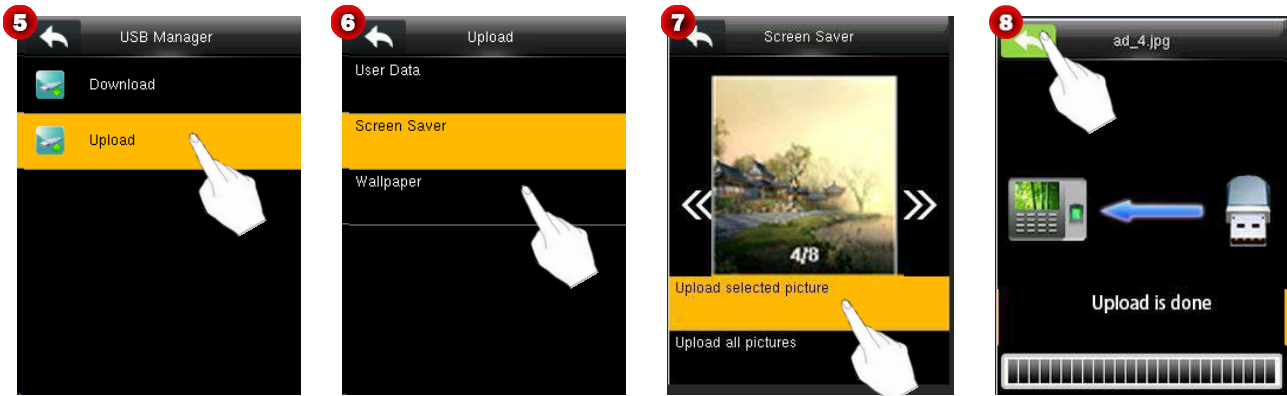 5
USB Manager
Download
Upload
6
Upload
User Data
Screen Saver
Wallpaper
7
Screen Saver
4/8
Upload selected picture
Upload all pictures
8
ad_4.jpg
Upload is done